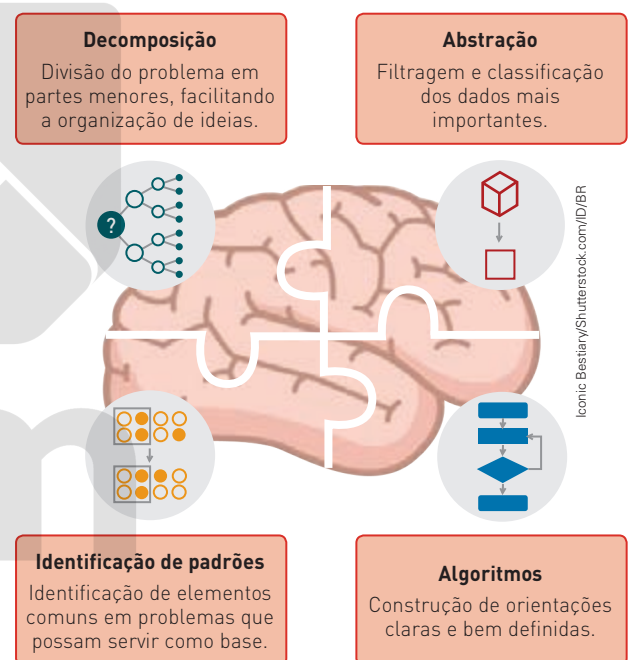 Decomposição
Divisão do problema em
partes menores, facilitando
a organização de ideias.
Abstração
Filtragem e classificação
dos dados mais
importantes.
?
Iconic Bestiary/Shutterstock.com/ID/BR
Identificação de padrões
Identificação de elementos
comuns em problemas que
possam servir como base.
Algoritmos
Construção de orientações
claras e bem definidas.